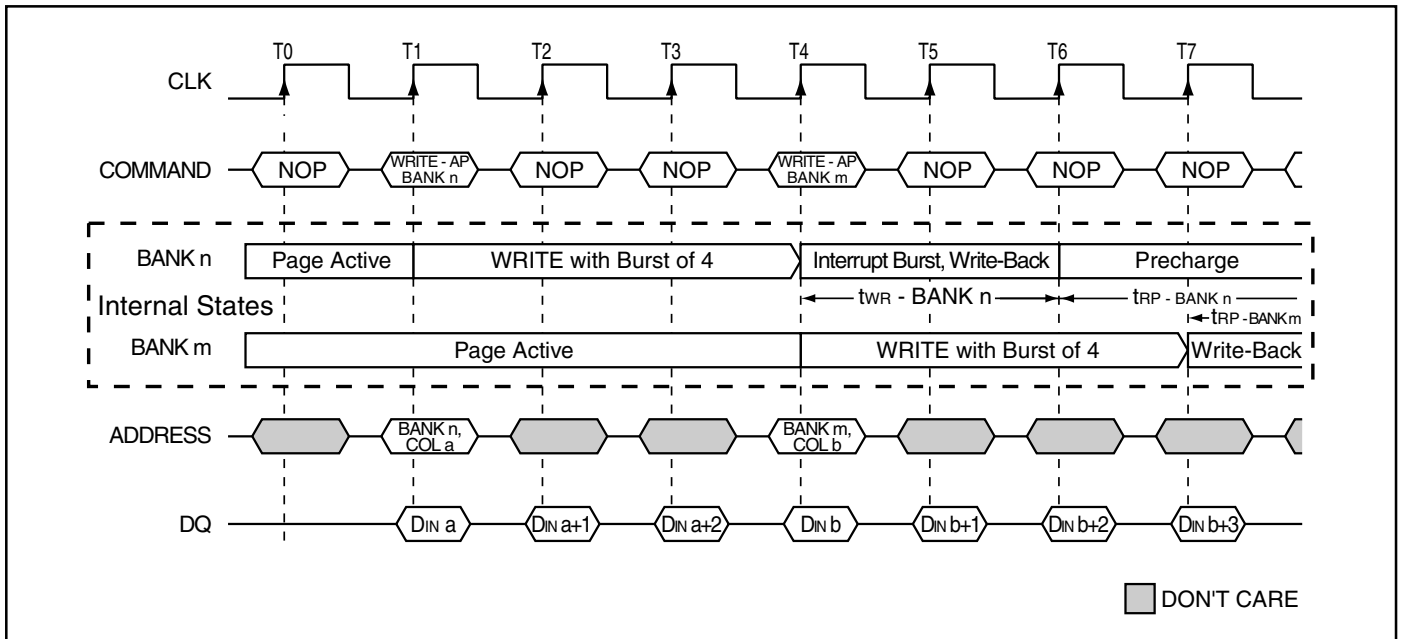 T0 T1 T2 T3 T4 T5 T6 T7
CLK
COMMAND NOP WRITE - AP NOP NOP WRITE - AP NOP NOP NOP
BANK n BANK m
BANK n Page Active WRITE with Burst of 4 Interrupt Burst, Write-Back Precharge
tWR - BANK n tRP - BANK n
Internal States
tRP - BANK m
BANK m Page Active WRITE with Burst of 4 Write-Back
ADDRESS BANK n, BANK m,
COL a COL b
DQ DIN a DIN a+1 DIN a+2 DIN b DIN b+1 DIN b+2 DIN b+3
DON'T CARE